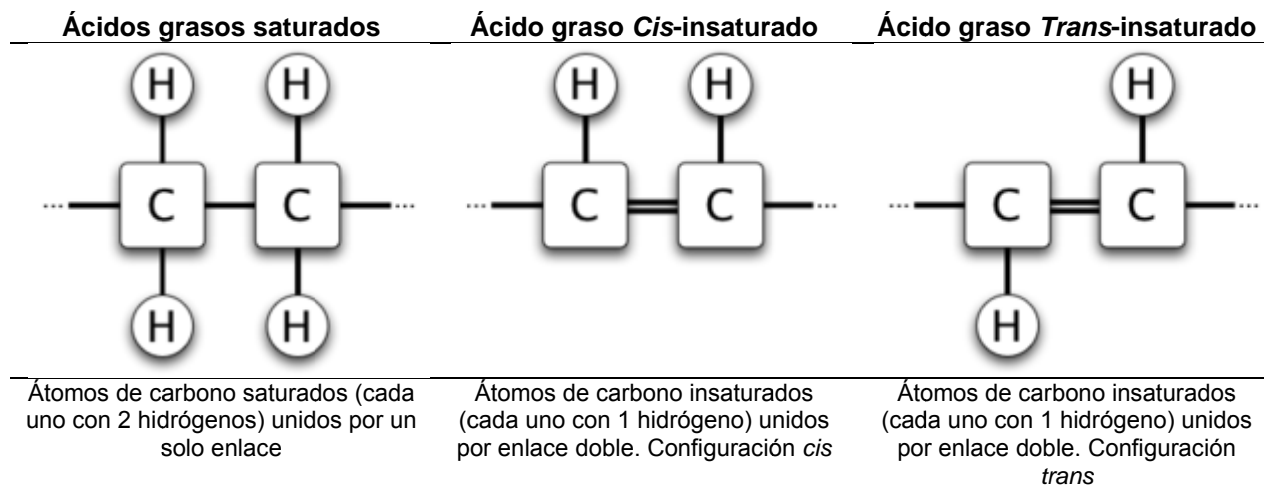 Ácidos grasos saturados
Ácido graso Cis-insaturado
Ácido graso Trans-insaturado
H H
... C C ...
H H
H H
... C C ...
H
... C C ...
H
Átomos de carbono saturados (cada
uno con 2 hidrógenos) unidos por un
solo enlace
Átomos de carbono insaturados
(cada uno con 1 hidrógeno) unidos
por enlace doble. Configuración cis
Átomos de carbono insaturados
(cada uno con 1 hidrógeno) unidos
por enlace doble. Configuración
trans